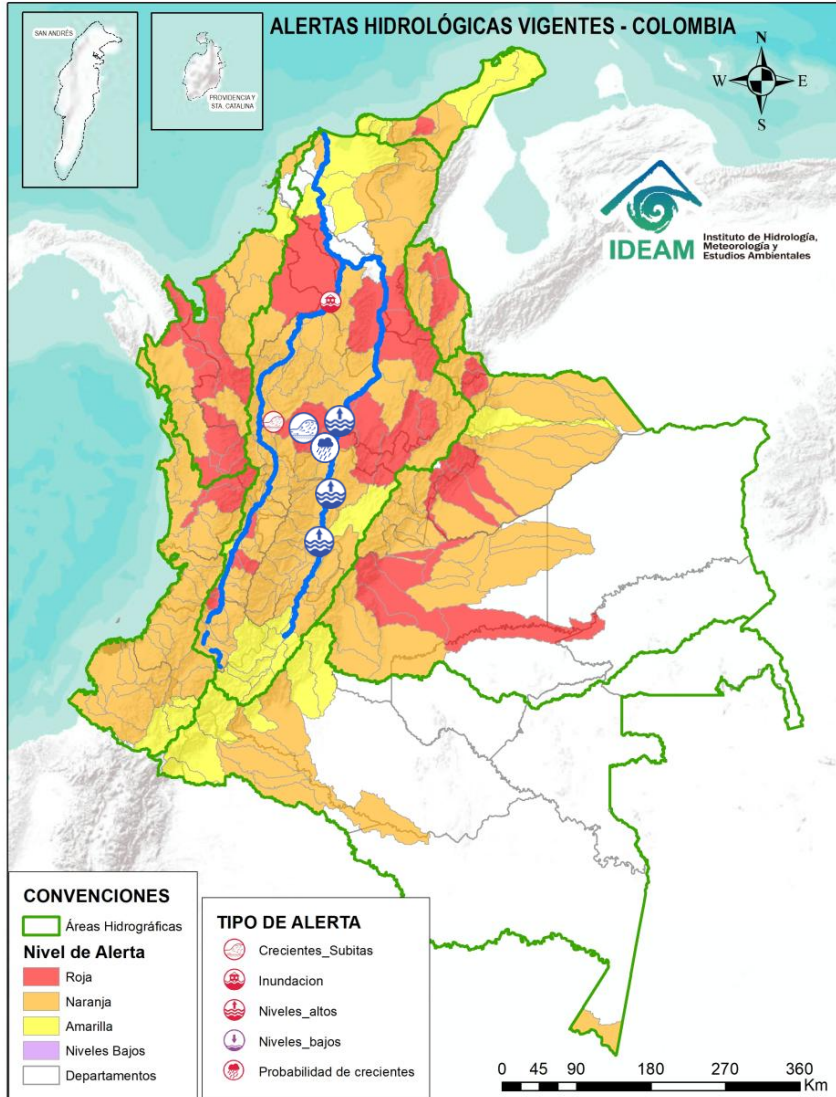 ALERTAS HIDROLÓGICAS VIGENTES - COLOMBIA
SAN ANDRÉS
PROVIDENCIA Y
STA. CATALINA
N
W
E
S
IDEAM
Instituto de Hidrología,
Meteorología y
Estudios Ambientales
CONVENCIONES
Áreas Hidrográficas
Nivel de Alerta
Roja
Naranja
Amarilla
Niveles Bajos
Departamentos
TIPO DE ALERTA
Crecientes_Subitas
Inundacion
Niveles_altos
Niveles_bajos
Probabilidad de crecientes
0 45 90 180 270 360
Km